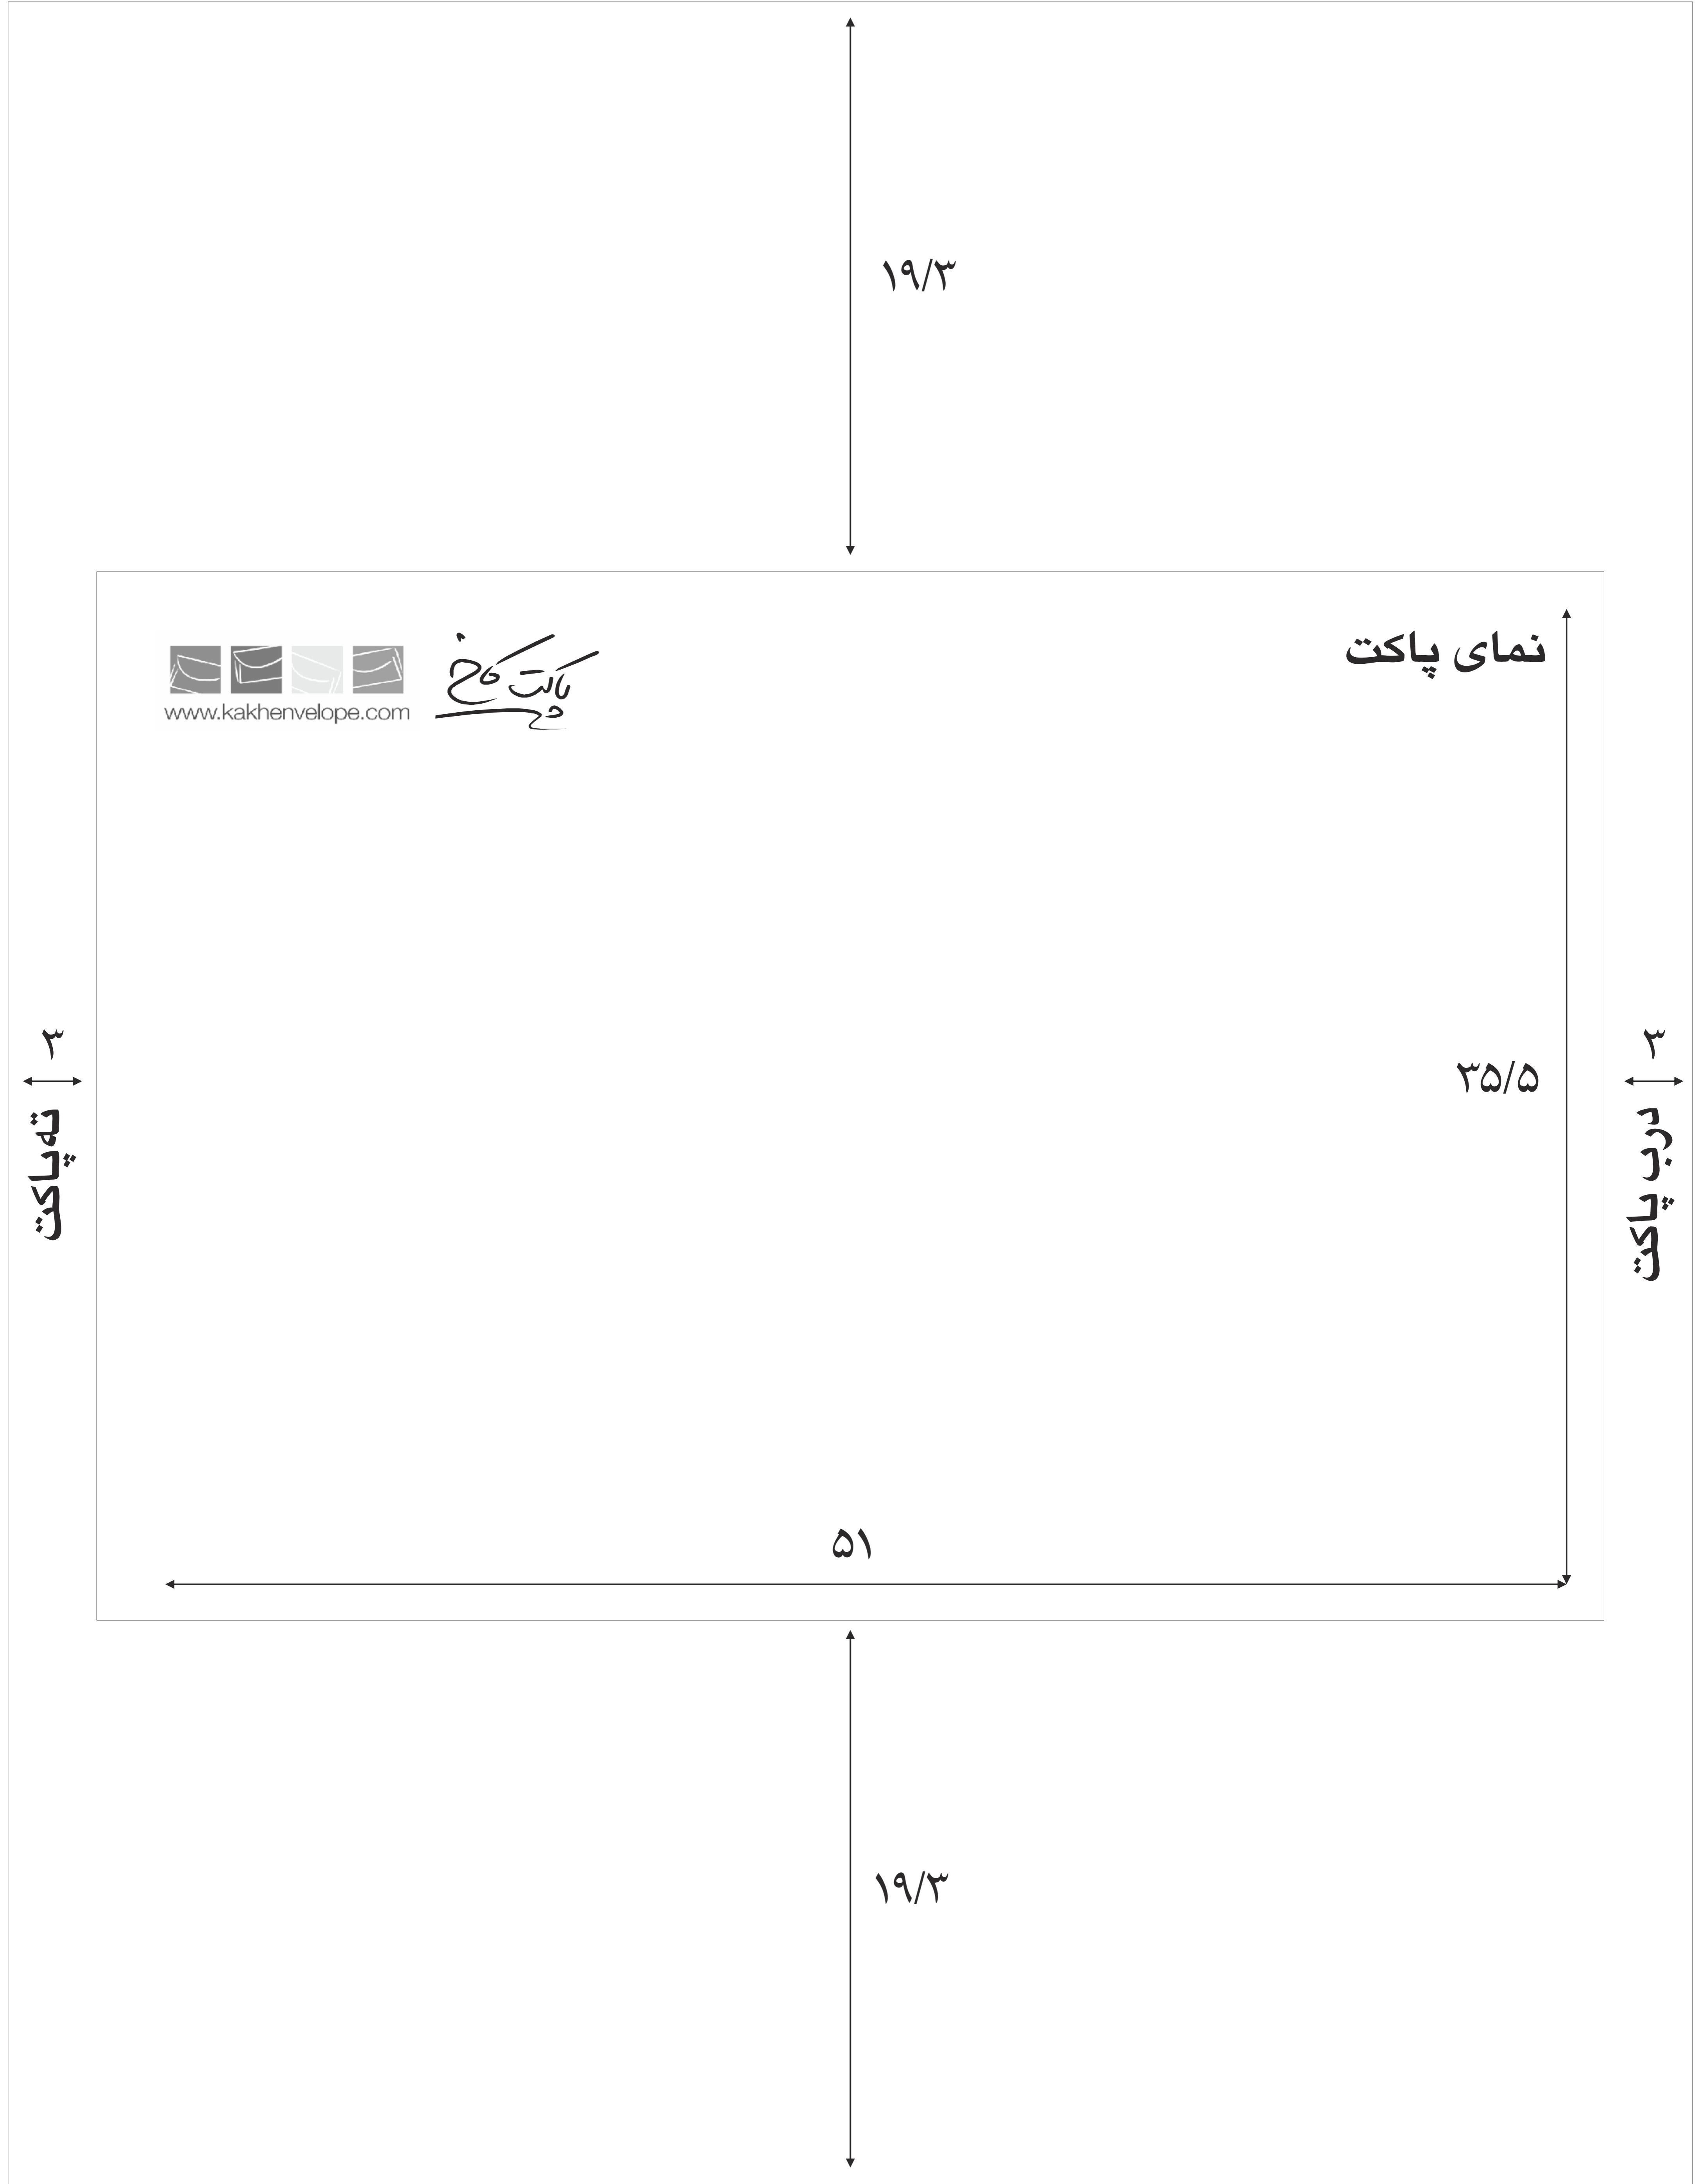 ۱۹/۳
نمای پاکت
پاکت کاخ
www.kakhenvelope.com
۳
ته پاکت
۳۵/۵
۳
درب پاکت
۵۱
۱۹/۳